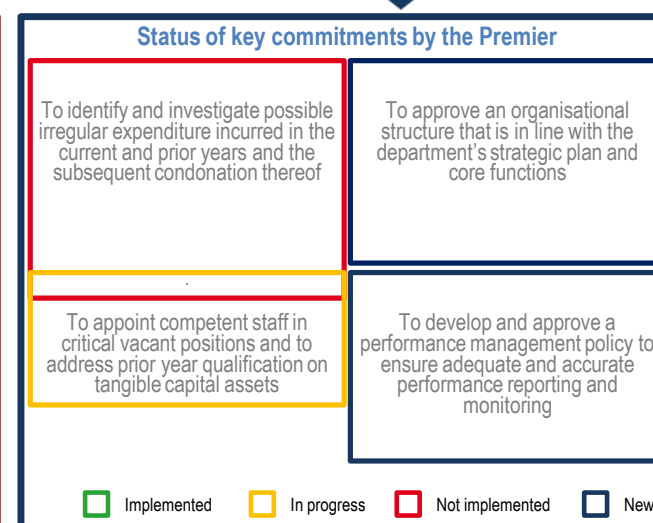 Status of key commitments by the Premier
To identify and investigate possible
irregular expenditure incurred in the
current and prior years and the
subsequent condonation thereof
To approve an organisational
structure that is in line with the
department's strategic plan and
core functions
.
To appoint competent staff in
critical vacant positions and to
address prior year qualification on
tangible capital assets
To develop and approve a
performance management policy to
ensure adequate and accurate
performance reporting and
monitoring
Implemented
In progress
Not implemented
New